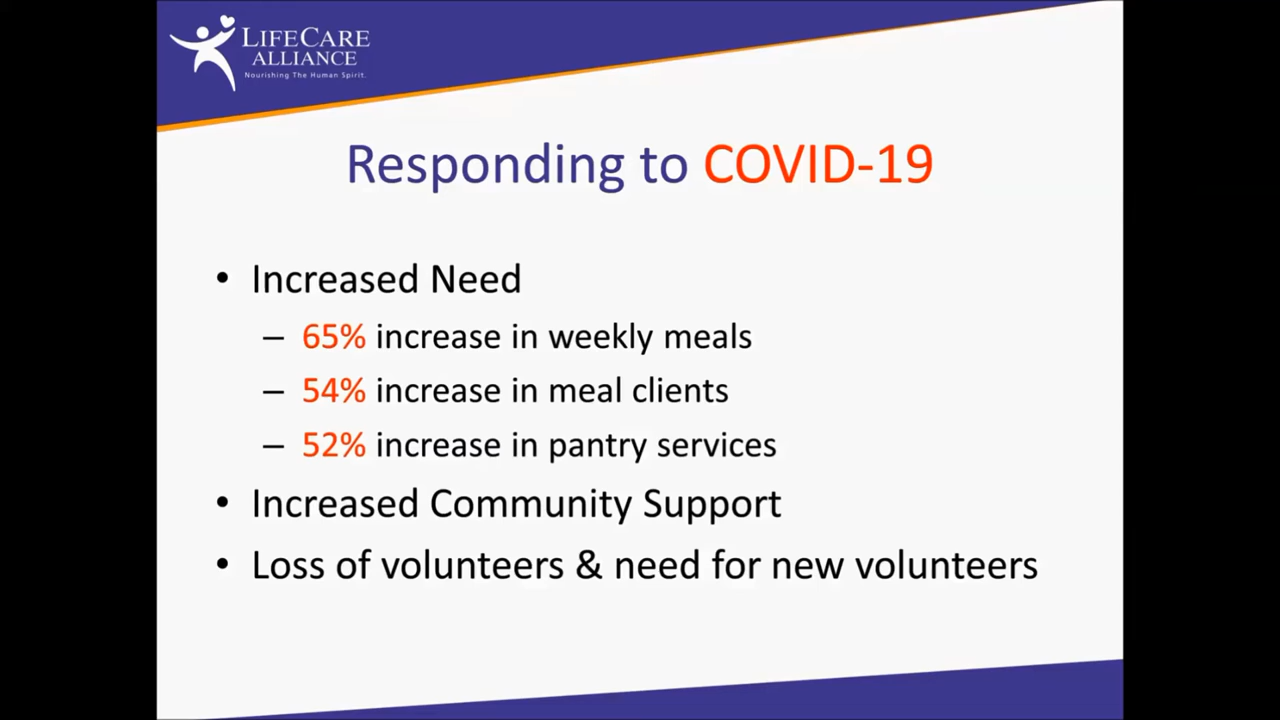 LIFECARE
ALLIANCE
Nourishing The Human Spirit.
Responding to COVID-19
• Increased Need
– 65% increase in weekly meals
– 54% increase in meal clients
– 52% increase in pantry services
• Increased Community Support
• Loss of volunteers & need for new volunteers